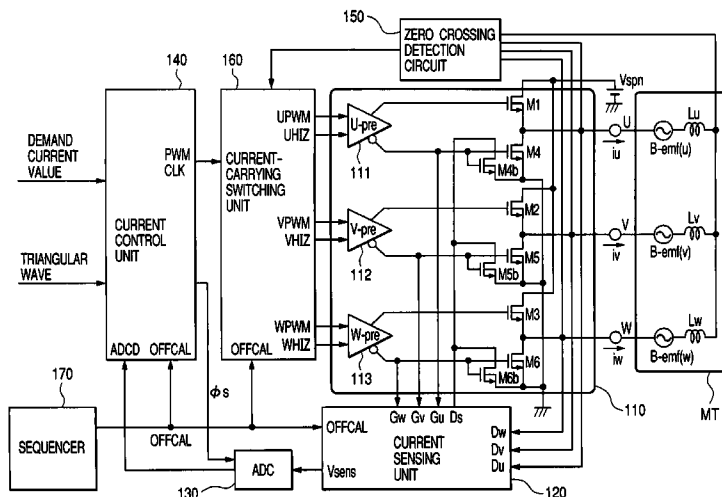 150
ZERO CROSSING
DETECTION
CIRCUIT
140
160
Vspn
UPWM
UHIZ
U-pre
111
M1
M4
M4b
U
iu
B-emf(u)
Lu
DEMAND
CURRENT
VALUE
PWM
CLK
CURRENT-
CARRYING
SWITCHING
UNIT
CURRENT
CONTROL
UNIT
VPWM
VHIZ
V-pre
112
M2
M5
M5b
V
iv
B-emf(v)
Lv
TRIANGULAR
WAVE
WPWM
WHIZ
W-pre
113
M3
M6
M6b
W
iw
B-emf(w)
Lw
ADCD
OFFCAL
OFFCAL
ϕs
110
MT
170
SEQUENCER
OFFCAL
Gw
Gv
Gu
Ds
OFFCAL
CURRENT
SENSING
UNIT
Vsens
Dw
Dv
Du
ADC
130
120